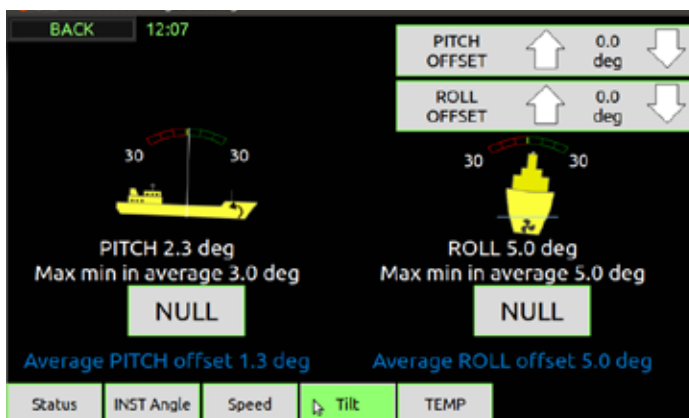 BACK 12:07
PITCH OFFSET 0.0 deg
ROLL OFFSET 0.0 deg
30 30
30 30
PITCH 2.3 deg
Max min in average 3.0 deg
NULL
Average PITCH offset 1.3 deg
ROLL 5.0 deg
Max min in average 5.0 deg
NULL
Average ROLL offset 5.0 deg
Status INST Angle Speed Tilt TEMP